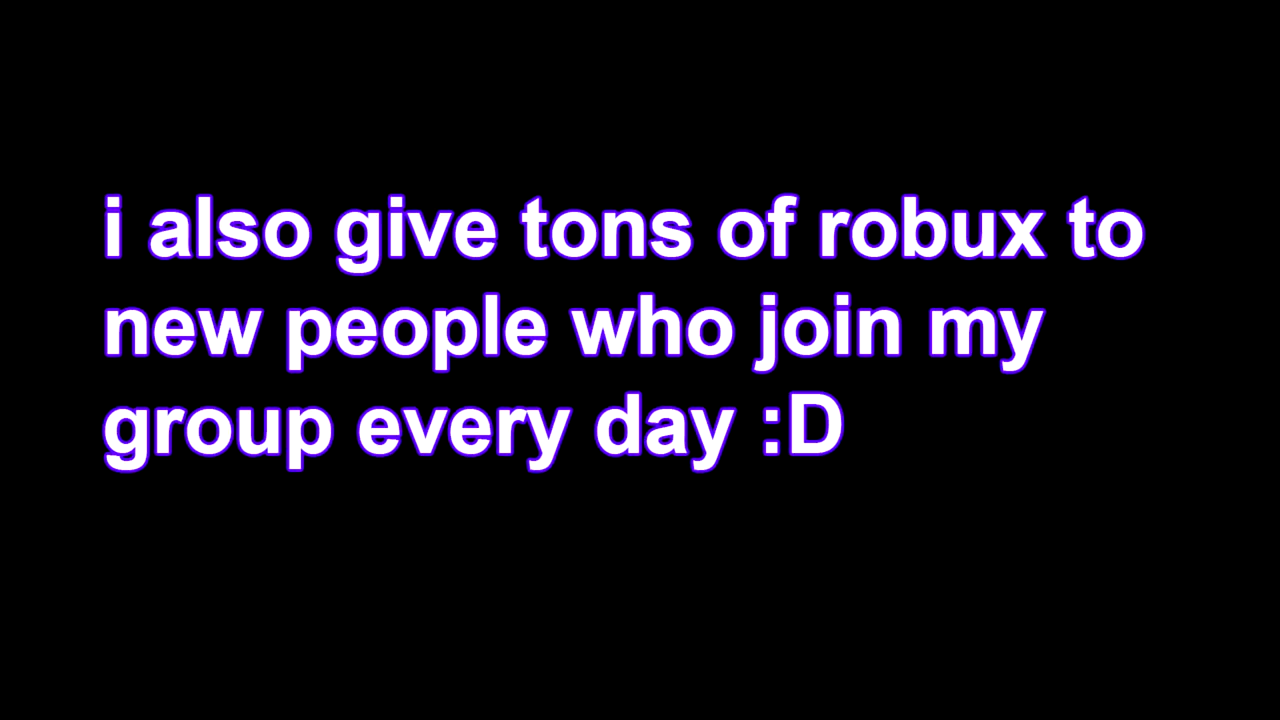 i also give tons of robux to
new people who join my
group every day :D